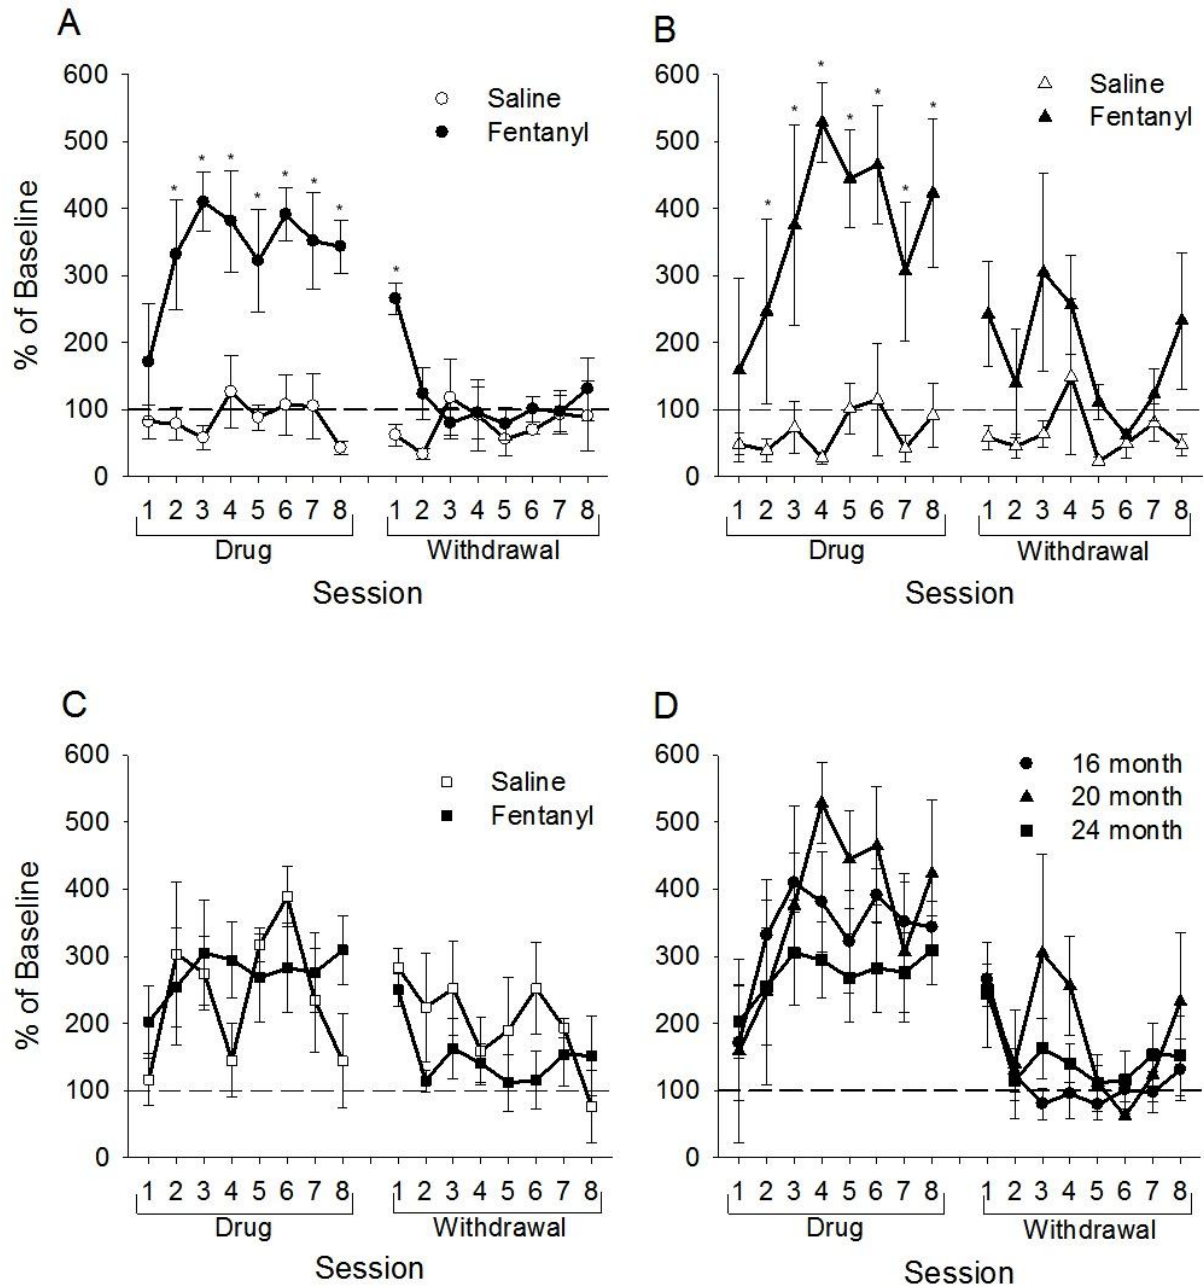 A
Saline
Fentanyl
* * * * * * * *
600
500
400
300
200
100
0
% of Baseline
1 2 3 4 5 6 7 8 1 2 3 4 5 6 7 8
Drug Withdrawal
Session
B
Saline
Fentanyl
* * * * * * *
600
500
400
300
200
100
0
1 2 3 4 5 6 7 8 1 2 3 4 5 6 7 8
Drug Withdrawal
Session
C
Saline
Fentanyl
600
500
400
300
200
100
0
% of Baseline
1 2 3 4 5 6 7 8 1 2 3 4 5 6 7 8
Drug Withdrawal
Session
D
16 month
20 month
24 month
600
500
400
300
200
100
0
1 2 3 4 5 6 7 8 1 2 3 4 5 6 7 8
Drug Withdrawal
Session